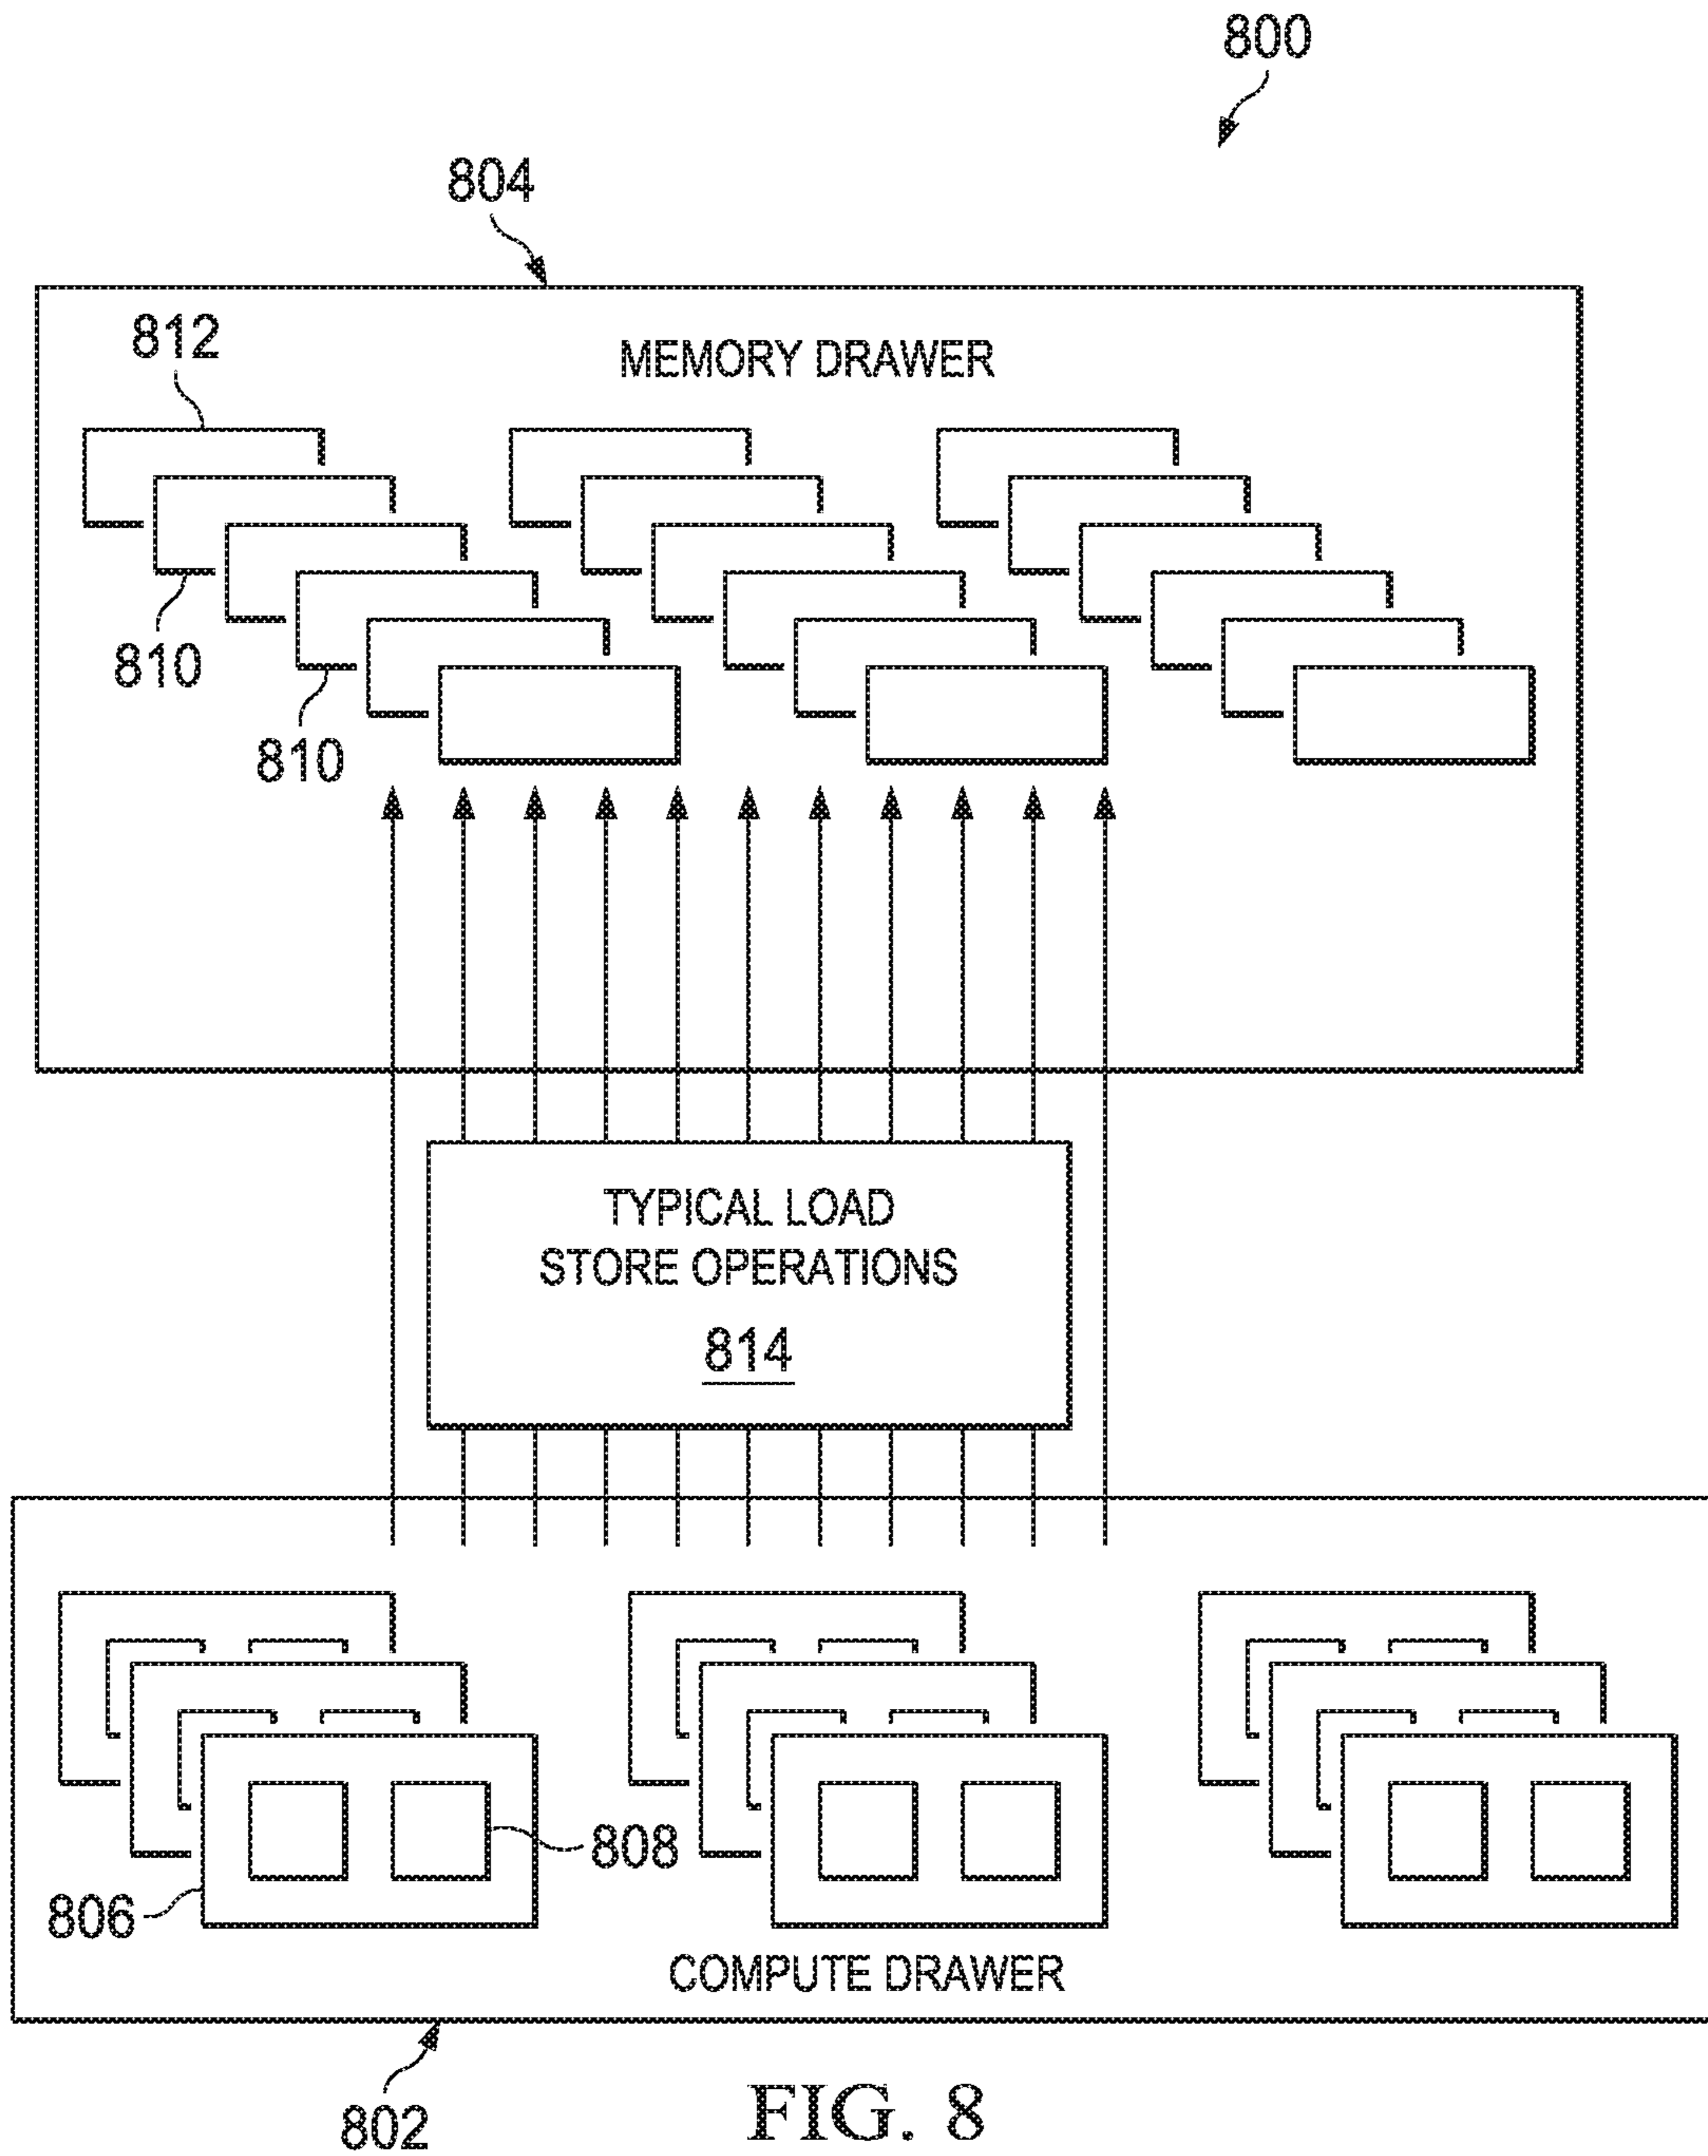 800
804
812
MEMORY DRAWER
810
810
TYPICAL LOAD
STORE OPERATIONS
814
808
806
COMPUTE DRAWER
802
FIG. 8